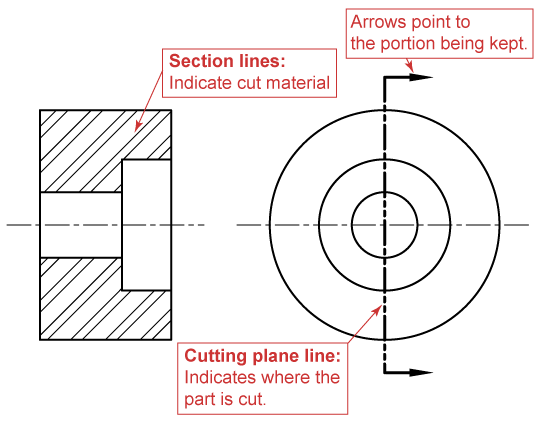 Arrows point to
the portion being kept.
Section lines:
Indicate cut material
Cutting plane line:
Indicates where the
part is cut.